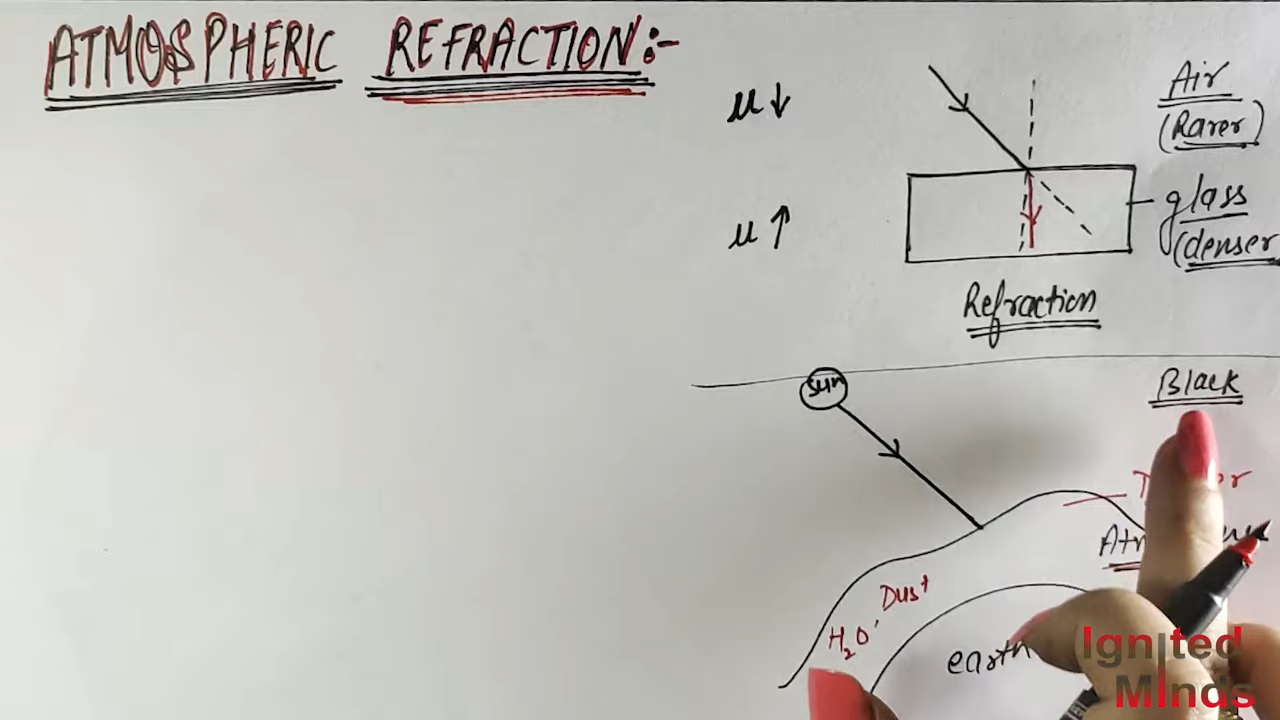 ATMOSPHERIC REFRACTION:-
μ↓
Air
(Rarer)
μ↑
glass
(denser
Refraction
Sun
Black
Dust
H₂O'
earth
Ignited
Minds